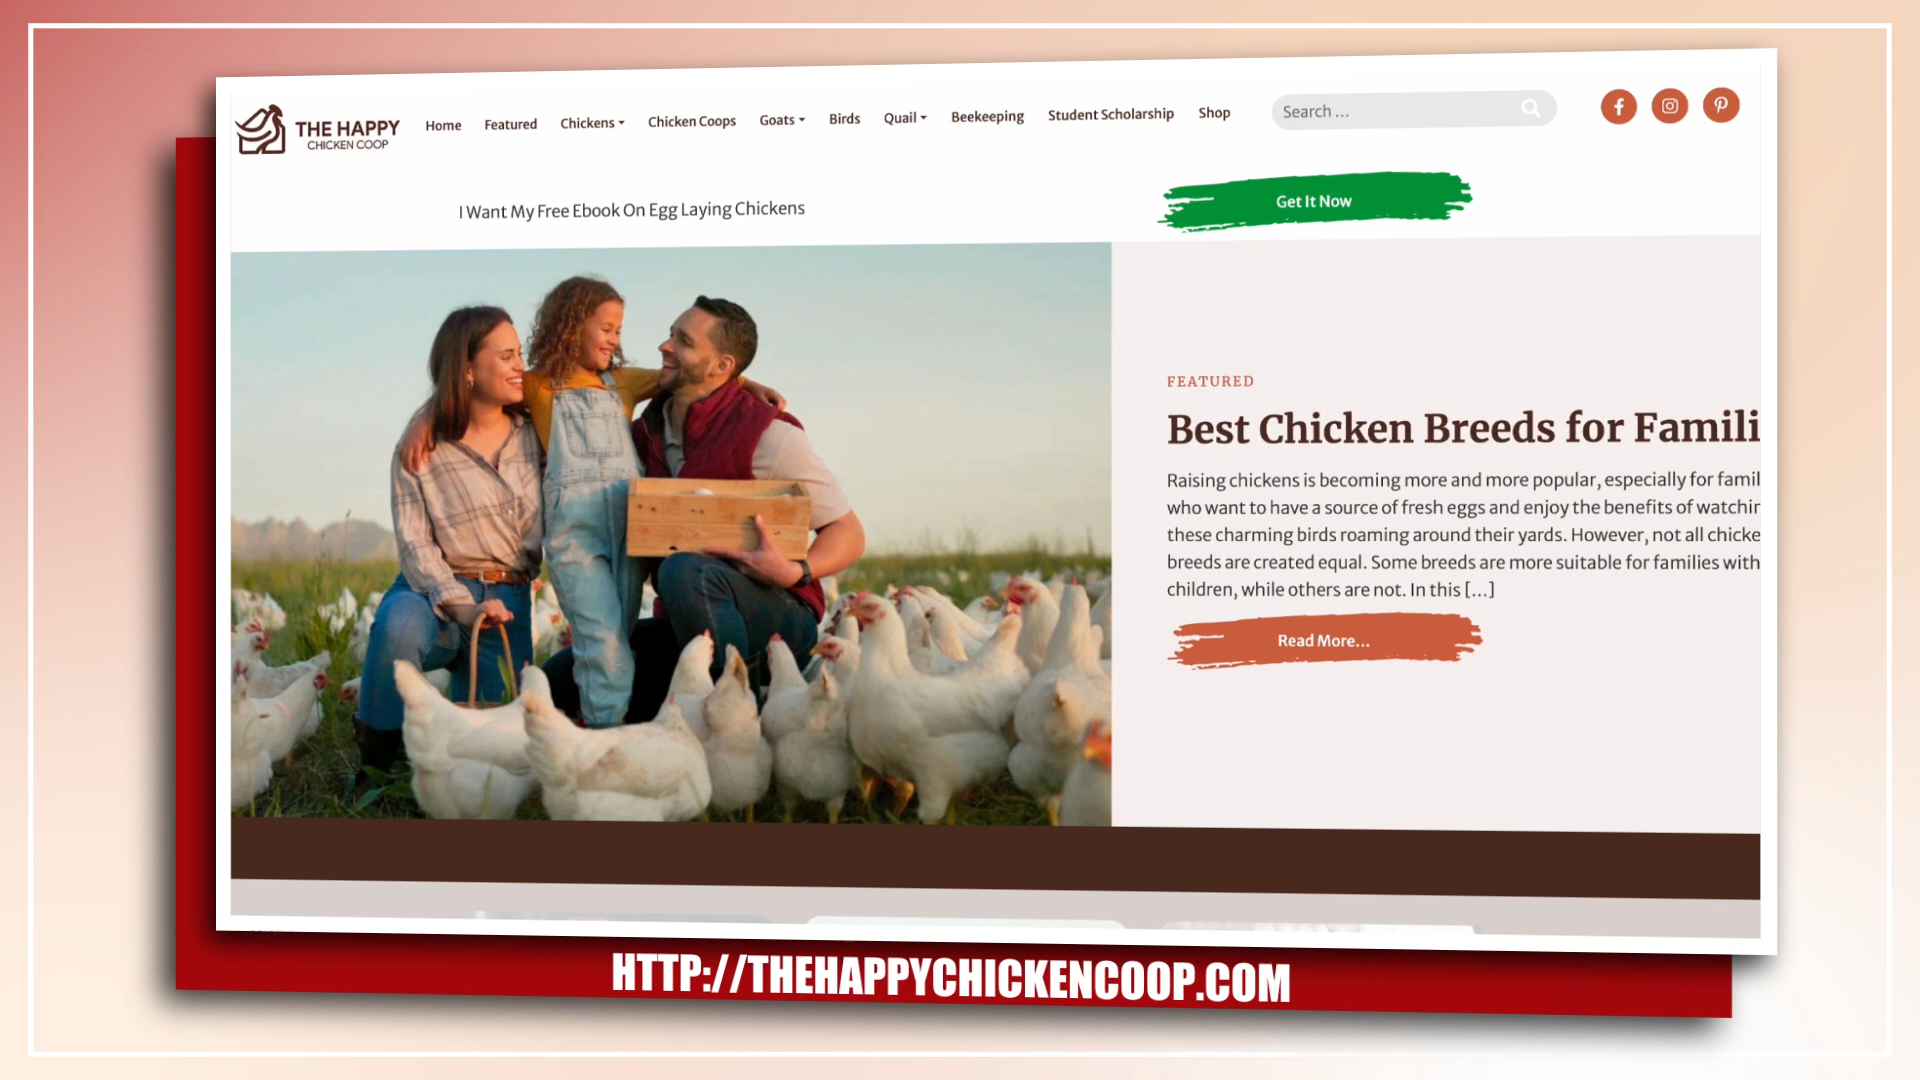 THE HAPPY
CHICKEN COOP
Home Featured Chickens Chicken Coops Goats Birds Quail Beekeeping Student Scholarship Shop
Search ...
I Want My Free Ebook On Egg Laying Chickens
Get It Now
FEATURED
Best Chicken Breeds for Famili
Raising chickens is becoming more and more popular, especially for famil
who want to have a source of fresh eggs and enjoy the benefits of watchin
these charming birds roaming around their yards. However, not all chicke
breeds are created equal. Some breeds are more suitable for families with
children, while others are not. In this [...]
Read More...
HTTP://THEHAPPYCHICKENCOOP.COM